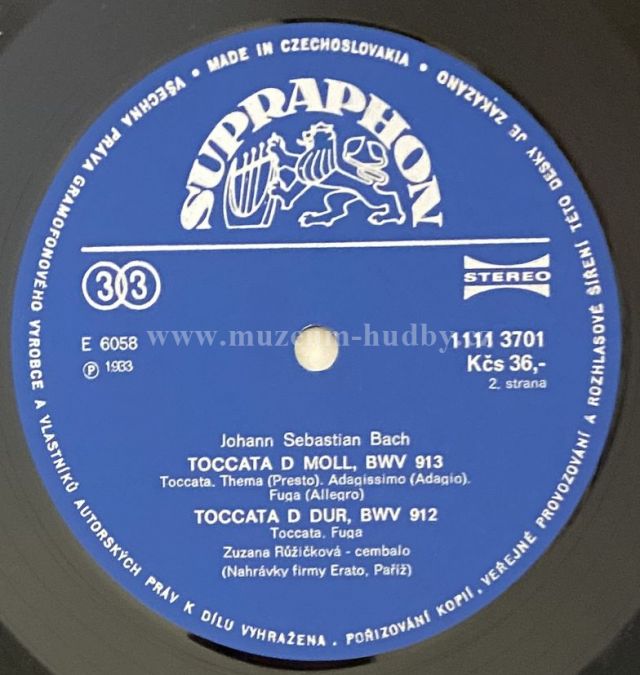 VŠECHNA PRÁVA GRAMOFONOVÉHO VÝROBCE A VLASTNÍKŮ AUTORSKÝCH PRÁV K DÍLU VYHRAŽENA . POŘIZOVÁNÍ KOPIÍ, VEŘEJNÉ PROVOZOVÁNÍ A ROZHLASOVÉ ŠÍŘENÍ TÉTO DESKY JE ZAKÁZÁNO
• MADE IN CZECHOSLOVAKIA •
SUPRAPHON
33
STEREO
E 6058
1111 3701
℗ 1933
Kčs 36,-
2. strana
www.muzeum-hudby.cz
Johann Sebastian Bach
TOCCATA D MOLL, BWV 913
Toccata. Thema (Presto). Adagissimo (Adagio).
Fuga (Allegro)
TOCCATA D DUR, BWV 912
Toccata. Fuga
Zuzana Růžičková - cembalo
(Nahrávky firmy Erato, Paříž)